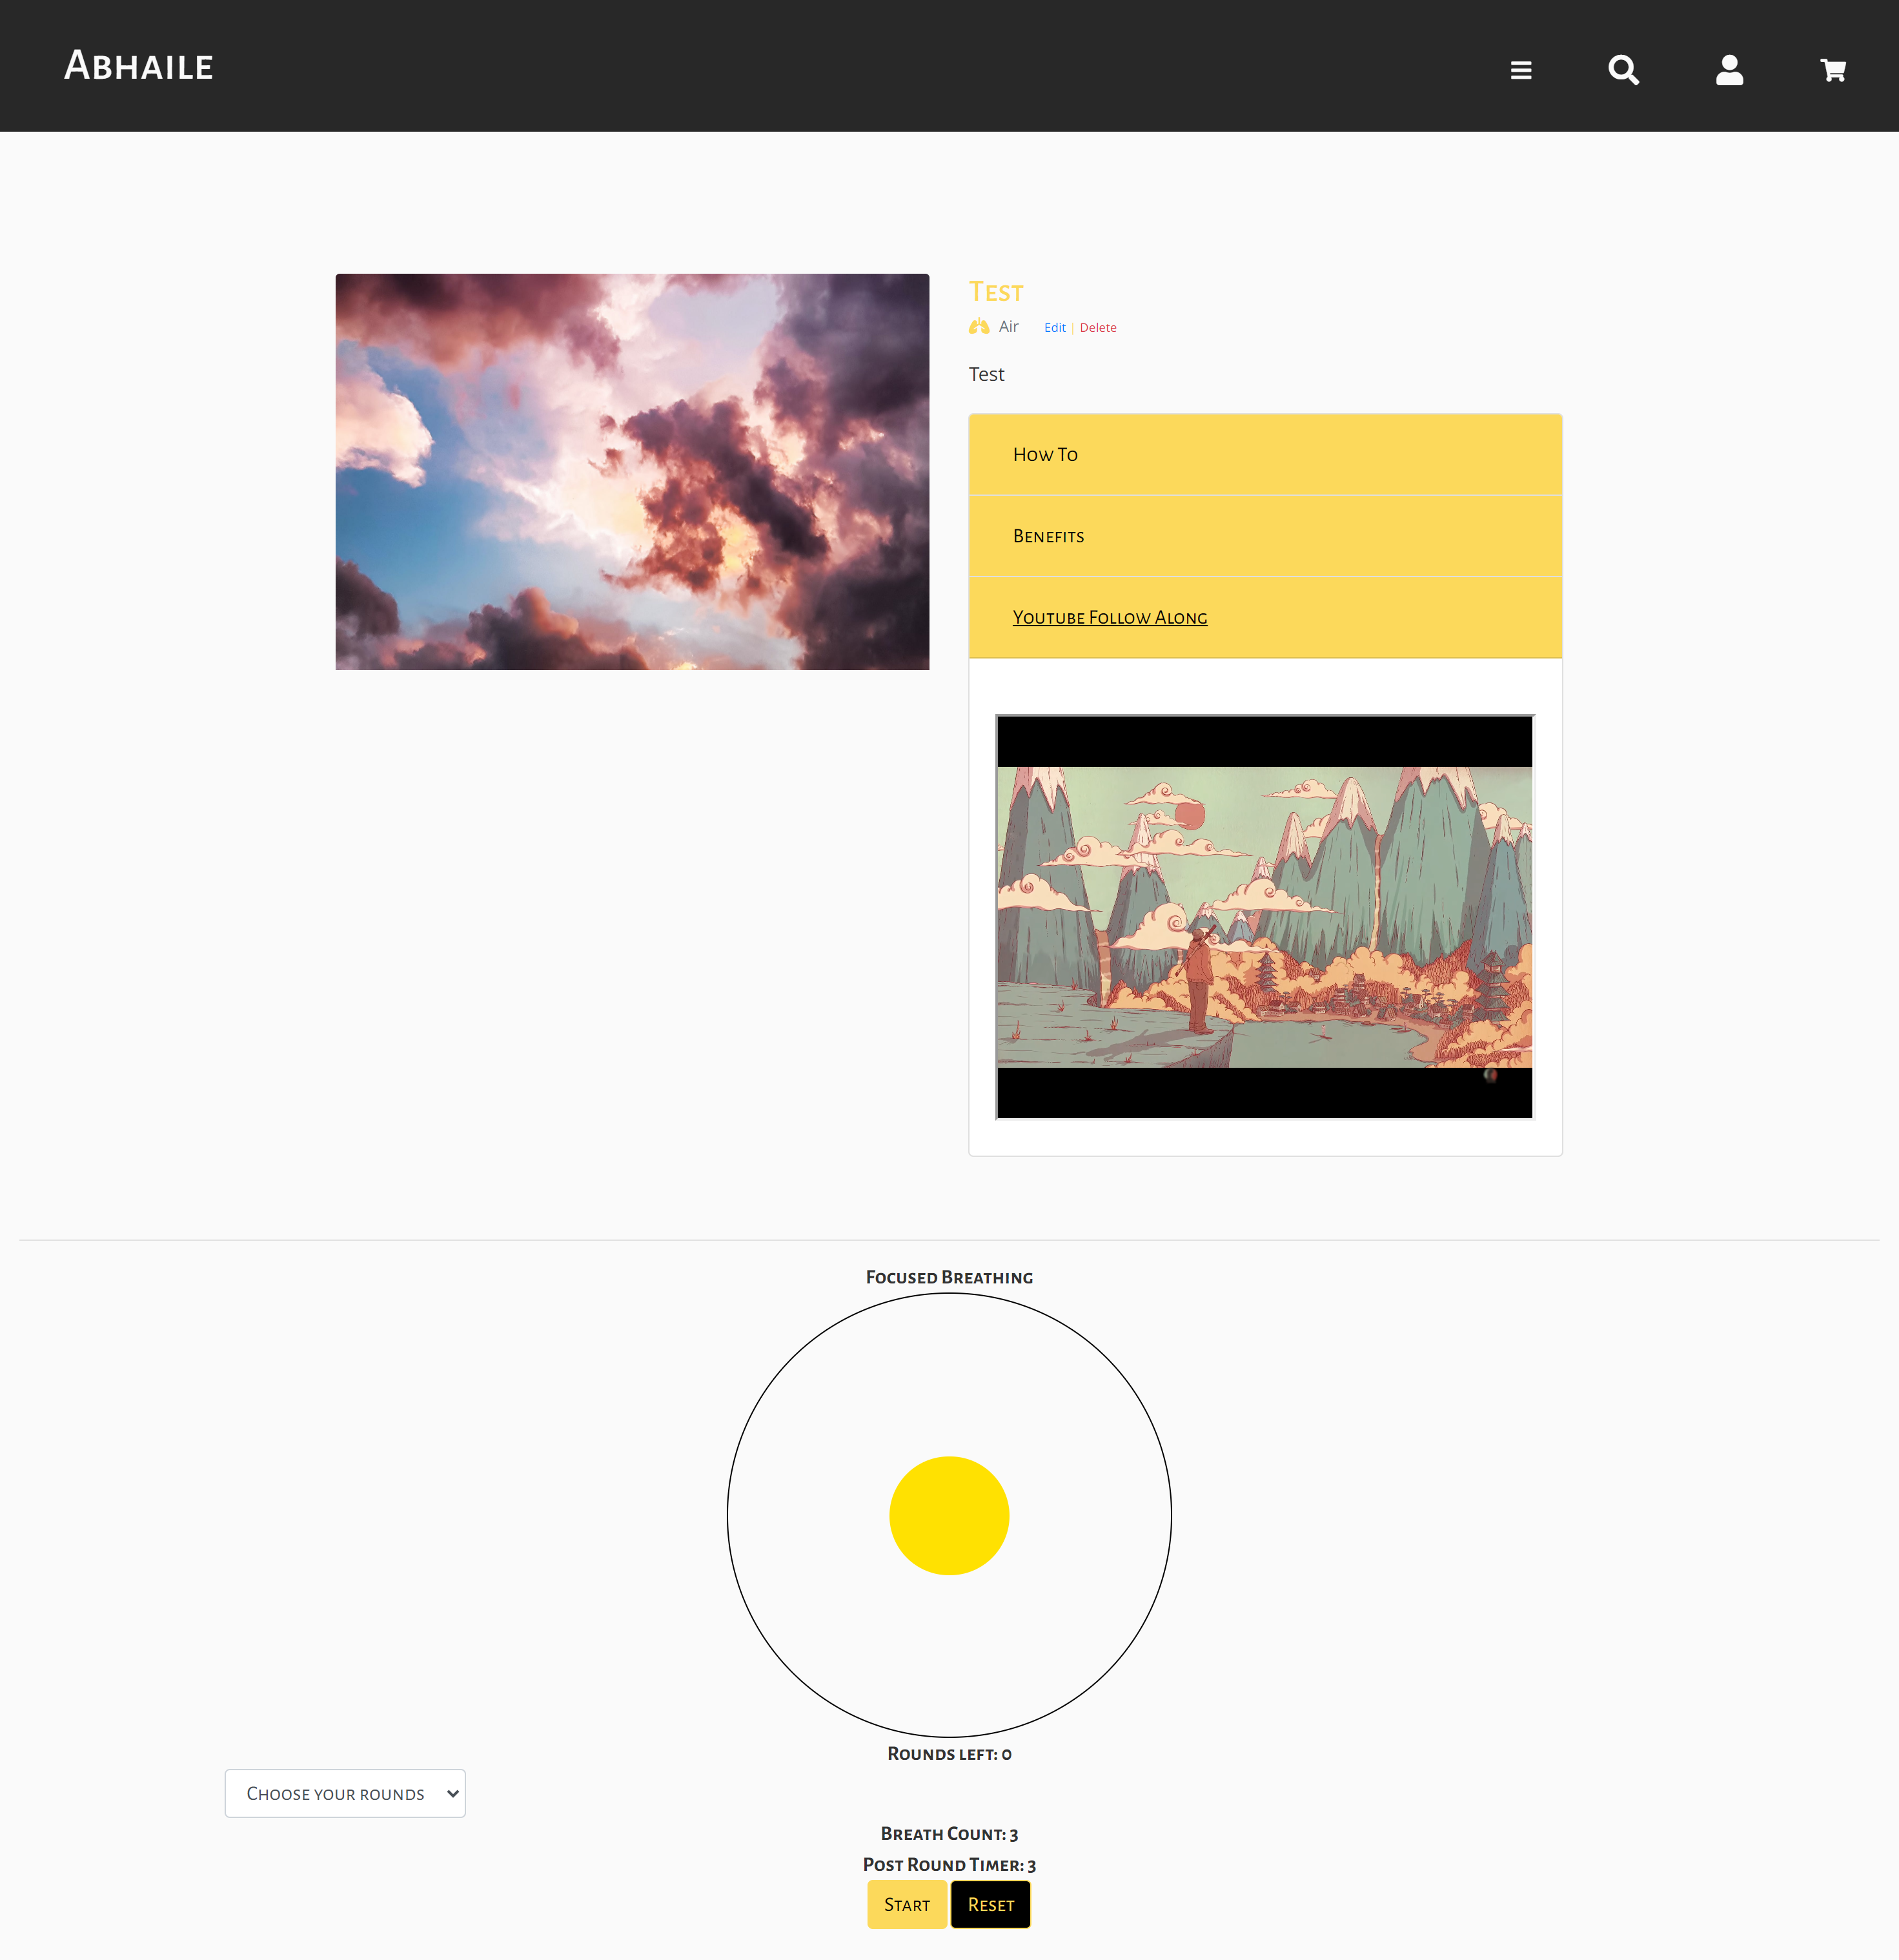 Abhaile
Test
Air Edit | Delete
Test
How To
Benefits
Youtube Follow Along
Focused Breathing
Rounds left: 0
Choose your rounds
Breath Count: 3
Post Round Timer: 3
Start Reset